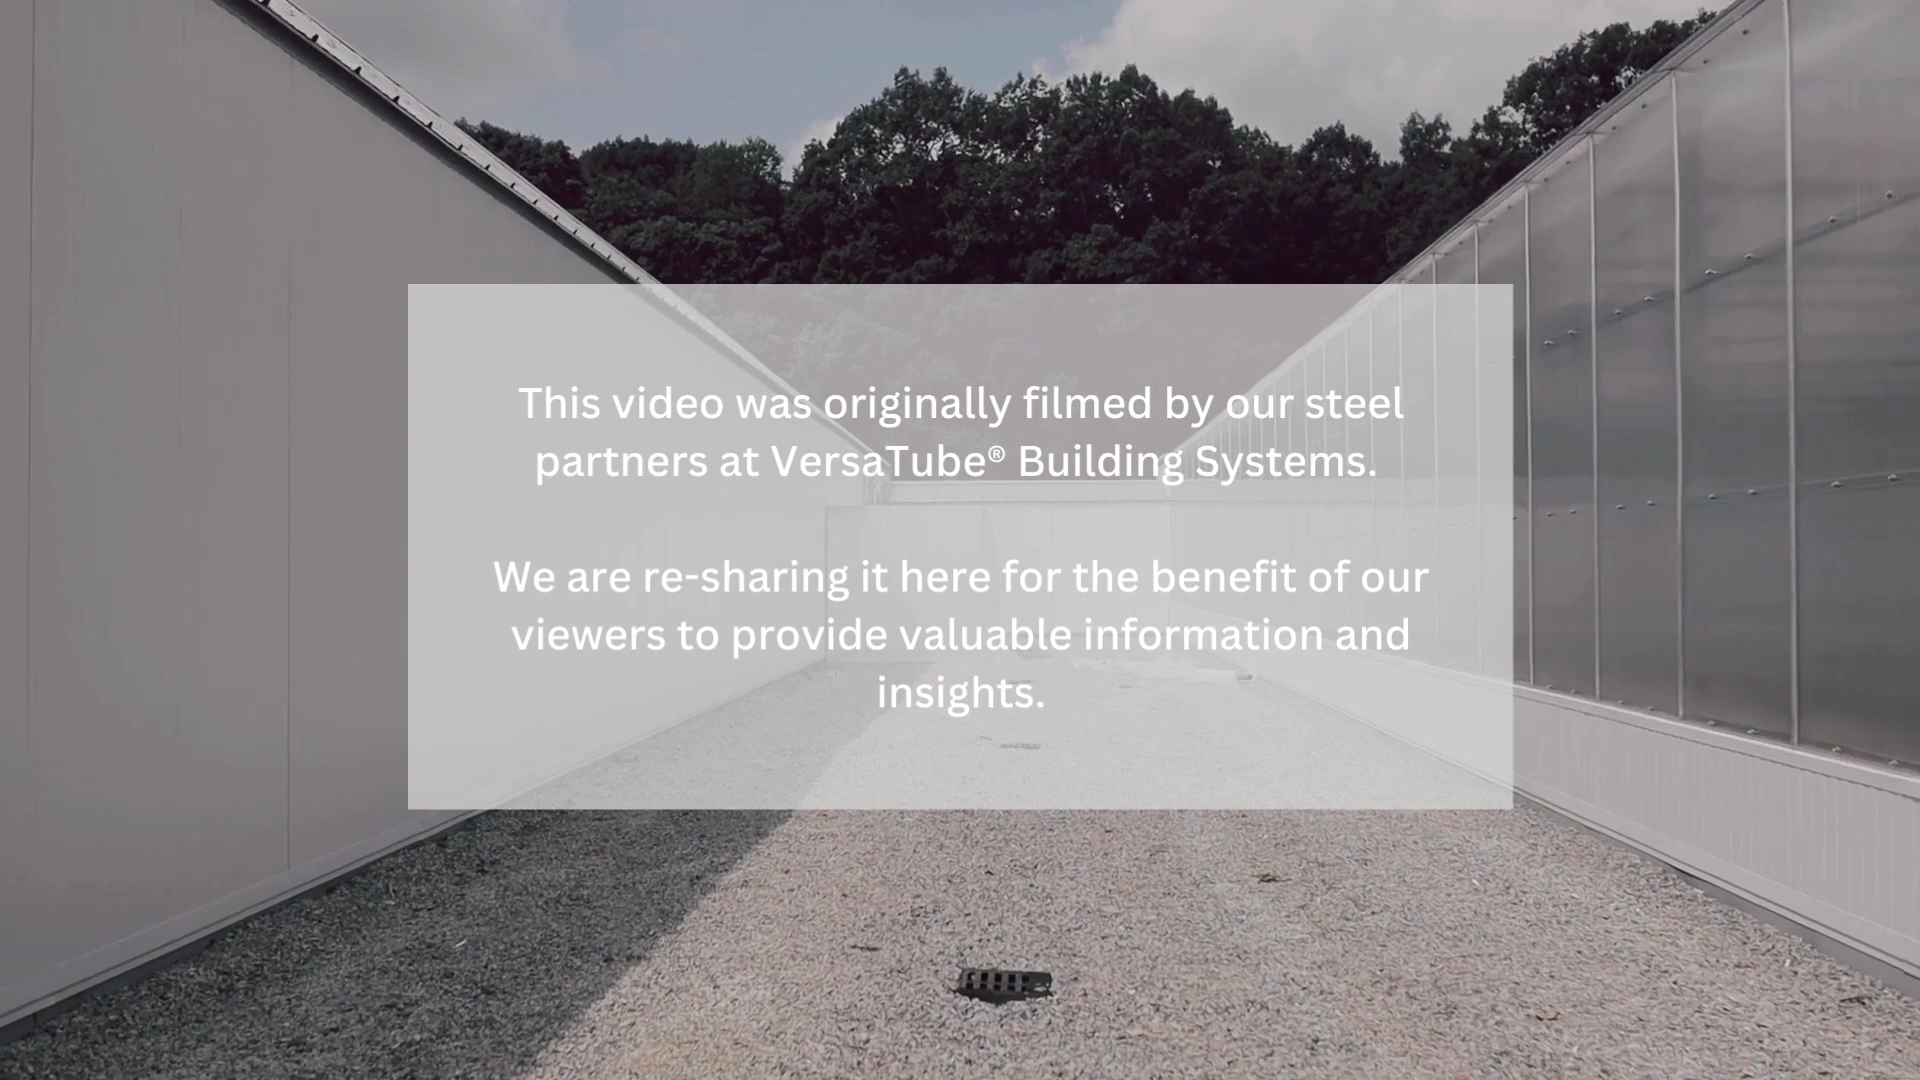 This video was originally filmed by our steel
partners at VersaTube® Building Systems.
We are re-sharing it here for the benefit of our
viewers to provide valuable information and
insights.